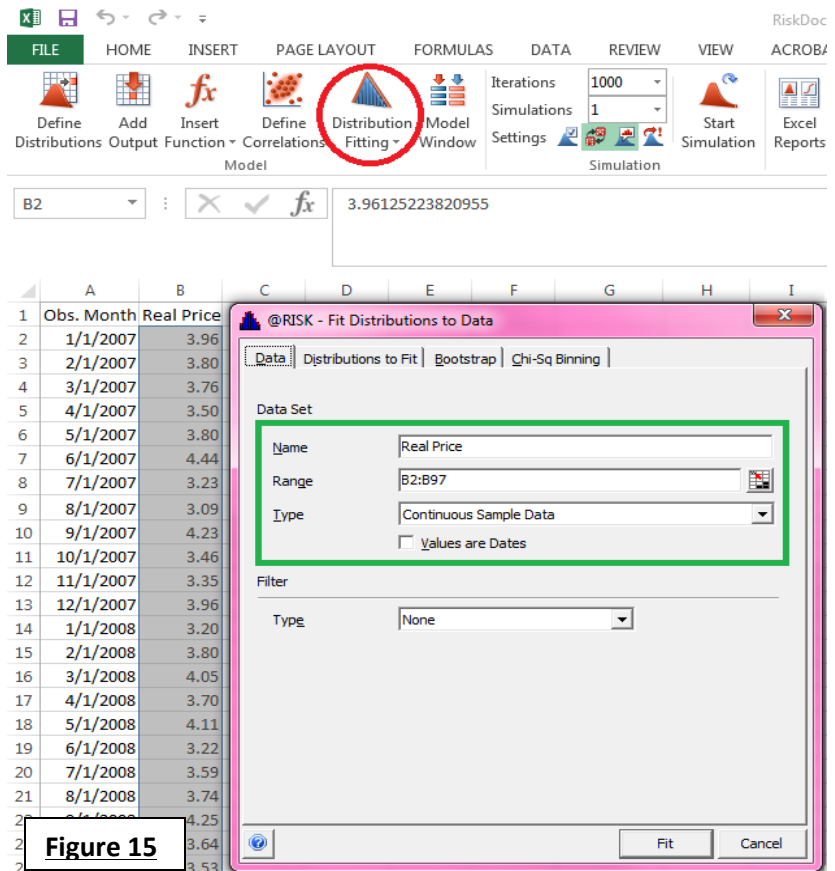 RiskDoc
FILE HOME INSERT PAGE LAYOUT FORMULAS DATA REVIEW VIEW ACROBA
Define Distributions
Add Output
Insert Function
Define Correlations
Distribution Fitting
Model Window
Model
Iterations 1000
Simulations 1
Settings
Simulation
Start Simulation
Excel Reports
B2 fx 3.96125223820955
A B C D E F G H I
1 Obs. Month Real Price
2 1/1/2007 3.96
3 2/1/2007 3.80
4 3/1/2007 3.76
5 4/1/2007 3.50
6 5/1/2007 3.80
7 6/1/2007 4.44
8 7/1/2007 3.23
9 8/1/2007 3.09
10 9/1/2007 4.23
11 10/1/2007 3.46
12 11/1/2007 3.35
13 12/1/2007 3.96
14 1/1/2008 3.20
15 2/1/2008 3.80
16 3/1/2008 4.05
17 4/1/2008 3.70
18 5/1/2008 4.11
19 6/1/2008 3.22
20 7/1/2008 3.59
21 8/1/2008 3.74
4.25
3.64
3.53
@RISK - Fit Distributions to Data
Data Distributions to Fit Bootstrap Chi-Sq Binning
Data Set
Name Real Price
Range B2:B97
Type Continuous Sample Data
Values are Dates
Filter
Type None
Fit Cancel
Figure 15